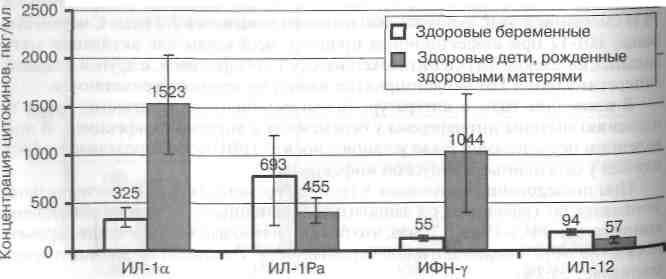 Концентрация цитокинов, пкг/мл
2500
2000
1500
1000
500
0
Здоровые беременные
Здоровые дети, рожденные
здоровыми матерями
325
1523
693
455
55
1044
94
57
ИЛ-1α
ИЛ-1Ра
ИФН-γ
ИЛ-12